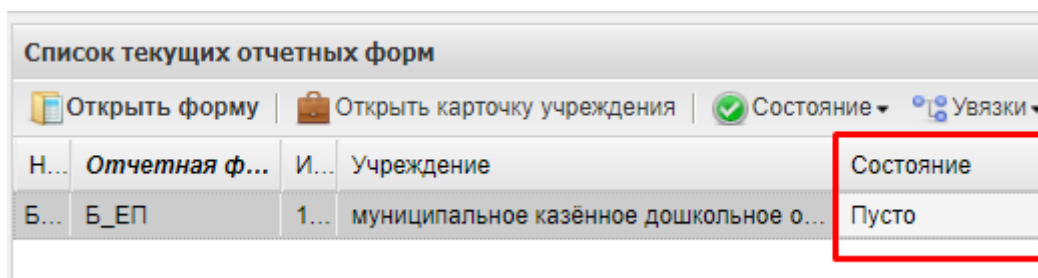 Список текущих отчетных форм
Открыть форму Открыть карточку учреждения Состояние Увязки
Н... Отчетная ф... И... Учреждение Состояние
Б... Б_ЕП 1... муниципальное казённое дошкольное о... Пусто